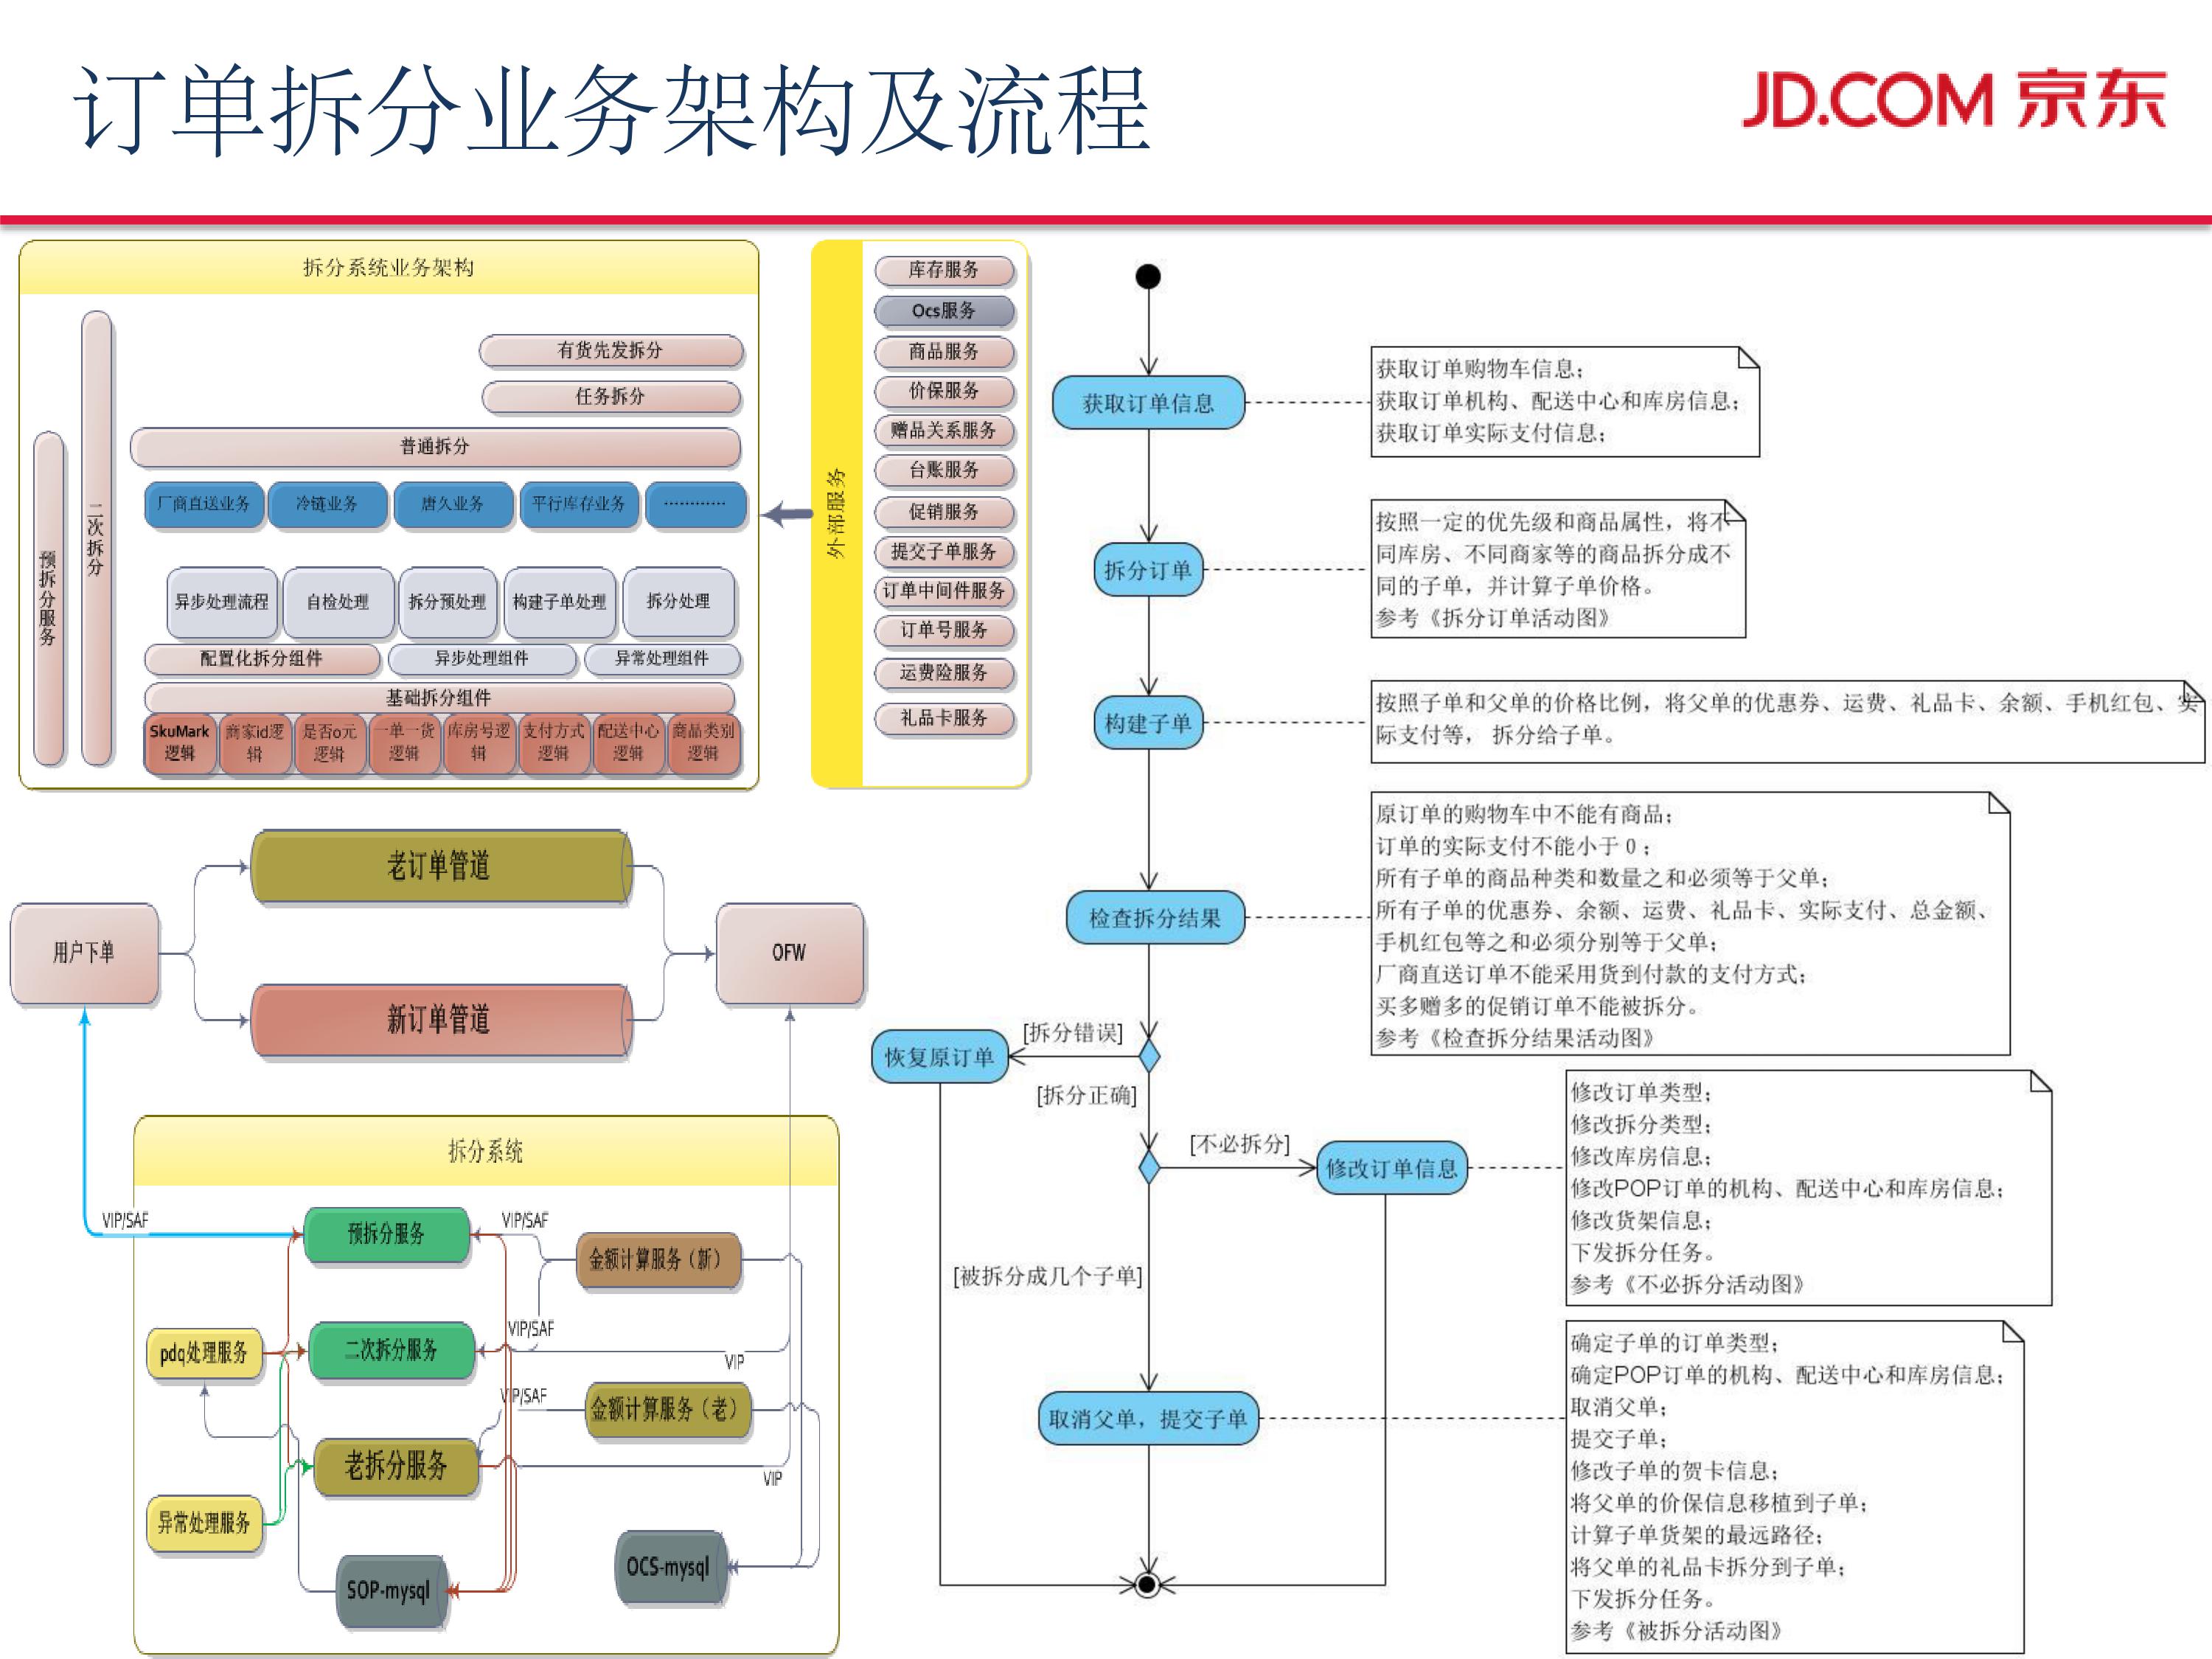 订单拆分业务架构及流程
JD.COM 京东
拆分系统业务架构
有货先发拆分
任务拆分
普通拆分
厂商直送业务
冷链业务
唐久业务
平行库存业务
…………
预拆分服务
二次拆分
异步处理流程
自检处理
拆分预处理
构建子单处理
拆分处理
配置化拆分组件
异步处理组件
异常处理组件
基础拆分组件
SkuMark
逻辑
商家id逻
辑
是否o元
逻辑
一单一货
逻辑
库房号逻
辑
支付方式
逻辑
配送中心
逻辑
商品类别
逻辑
外部服务
库存服务
Ocs服务
商品服务
价保服务
赠品关系服务
台账服务
促销服务
提交子单服务
订单中间件服务
订单号服务
运费险服务
礼品卡服务
用户下单
老订单管道
新订单管道
OFW
拆分系统
VIP/SAF
预拆分服务
VIP/SAF
金额计算服务（新）
VIP/SAF
pdq处理服务
二次拆分服务
VIP
VIP/SAF
金额计算服务（老）
老拆分服务
VIP
异常处理服务
SOP-mysql
OCS-mysql
获取订单信息
获取订单购物车信息；
获取订单机构、配送中心和库房信息；
获取订单实际支付信息；
拆分订单
按照一定的优先级和商品属性，将不
同库房、不同商家等的商品拆分成不
同的子单，并计算子单价格。
参考《拆分订单活动图》
构建子单
按照子单和父单的价格比例，将父单的优惠券、运费、礼品卡、余额、手机红包、实
际支付等， 拆分给子单。
检查拆分结果
原订单的购物车中不能有商品；
订单的实际支付不能小于０；
所有子单的商品种类和数量之和必须等于父单；
所有子单的优惠券、余额、运费、礼品卡、实际支付、总金额、
手机红包等之和必须分别等于父单；
厂商直送订单不能采用货到付款的支付方式；
买多赠多的促销订单不能被拆分。
参考《检查拆分结果活动图》
[拆分错误]
恢复原订单
[拆分正确]
[不必拆分]
修改订单信息
修改订单类型；
修改拆分类型；
修改库房信息；
修改POP订单的机构、配送中心和库房信息；
修改货架信息；
下发拆分任务。
参考《不必拆分活动图》
[被拆分成几个子单]
取消父单，提交子单
确定子单的订单类型；
确定POP订单的机构、配送中心和库房信息；
取消父单；
提交子单；
修改子单的贺卡信息；
将父单的价保信息移植到子单；
计算子单货架的最远路径；
将父单的礼品卡拆分到子单；
下发拆分任务。
参考《被拆分活动图》